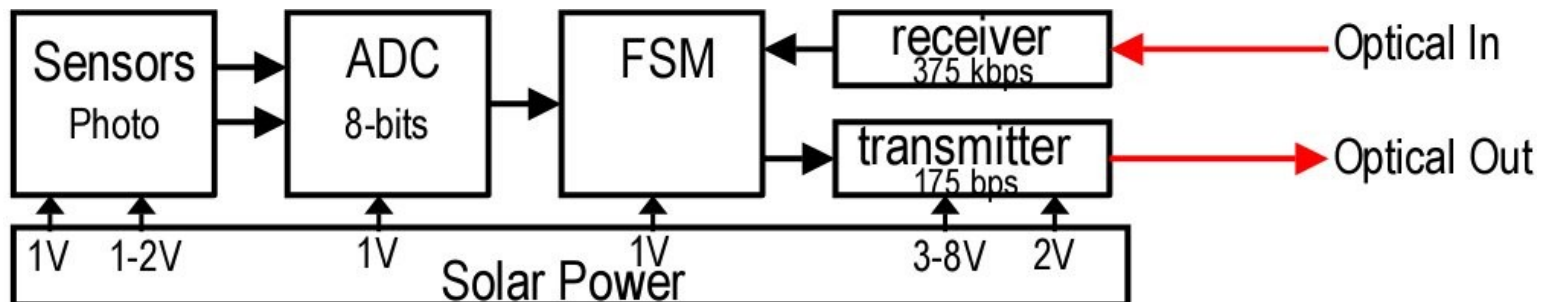 Sensors
Photo
ADC
8-bits
FSM
receiver
375 kbps
Optical In
transmitter
175 bps
Optical Out
1V
1-2V
1V
1V
3-8V
2V
Solar Power